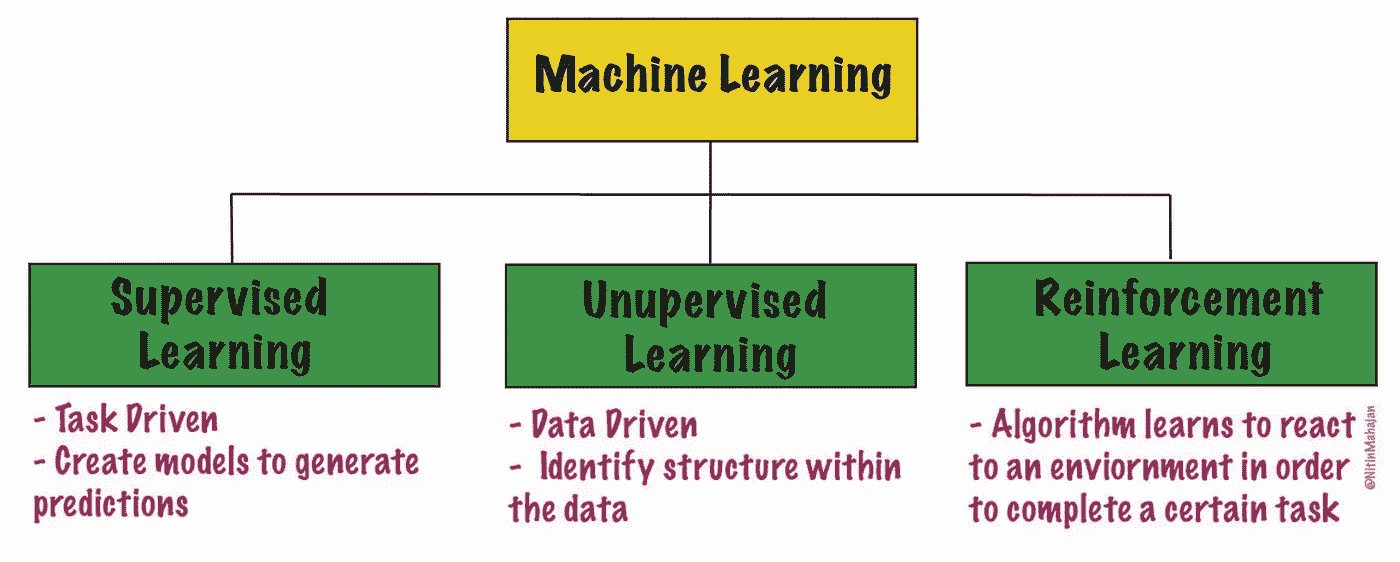 Machine Learning
Supervised
Learning
- Task Driven
- Create models to generate
predictions
Unupervised
Learning
- Data Driven
- Identify structure within
the data
Reinforcement
Learning
- Algorithm learns to react
to an enviornment in order
to complete a certain task
@NitinMahajan